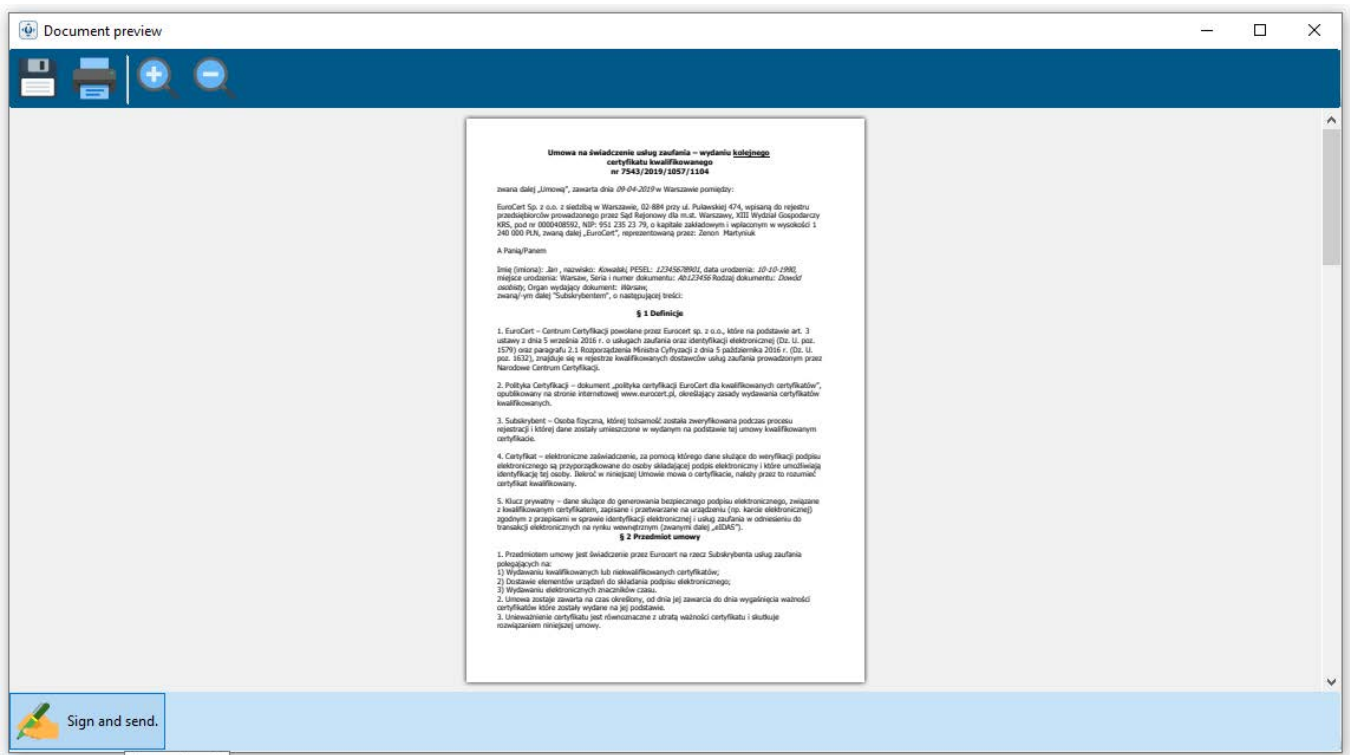 Document preview
Umowa na świadczenie usług zaufania – wydaniu kolejnego
certyfikatu kwalifikowanego
nr 7543/2019/1057/1104
zwana dalej „Umową”, zawarta dnia 09-04-2019 w Warszawie pomiędzy:
EuroCert Sp. z o.o. z siedzibą w Warszawie, 02-884 przy ul. Puławskiej 474, wpisaną do rejestru
przedsiębiorców prowadzonego przez Sąd Rejonowy dla m.st. Warszawy, XIII Wydział Gospodarczy
KRS, pod nr 0000408592, NIP: 951 235 23 79, o kapitale zakładowym i wpłaconym w wysokości 1
240 000 PLN, zwaną dalej „EuroCert”, reprezentowaną przez: Zenon Martyniuk
A Panią/Panem
Imię (imiona): Jan , nazwisko: Kowalski, PESEL: 12345678901, data urodzenia: 10-10-1990,
miejsce urodzenia: Warsaw, Seria i numer dokumentu: Ab123456 Rodzaj dokumentu: Dowód
osobisty, Organ wydający dokument: Warsaw,
zwaną/-ym dalej "Subskrybentem", o następującej treści:
§ 1 Definicje
1. EuroCert – Centrum Certyfikacji powołane przez Eurocert sp. z o.o., które na podstawie art. 3
ustawy z dnia 5 września 2016 r. o usługach zaufania oraz identyfikacji elektronicznej (Dz. U. poz.
1579) oraz paragrafu 2.1 Rozporządzenia Ministra Cyfryzacji z dnia 5 października 2016 r. (Dz. U.
poz. 1632), znajduje się w rejestrze kwalifikowanych dostawców usług zaufania prowadzonym przez
Narodowe Centrum Certyfikacji.
2. Polityka Certyfikacji – dokument „polityka certyfikacji EuroCert dla kwalifikowanych certyfikatów”,
opublikowany na stronie internetowej www.eurocert.pl, określający zasady wydawania certyfikatów
kwalifikowanych.
3. Subskrybent – Osoba fizyczna, której tożsamość została zweryfikowana podczas procesu
rejestracji i której dane zostały umieszczone w wydanym na podstawie tej umowy kwalifikowanym
certyfikacie.
4. Certyfikat – elektroniczne zaświadczenie, za pomocą którego dane służące do weryfikacji podpisu
elektronicznego są przyporządkowane do osoby składającej podpis elektroniczny i które umożliwiają
identyfikację tej osoby. Ilekroć w niniejszej Umowie mowa o certyfikacie, należy przez to rozumieć
certyfikat kwalifikowany.
5. Klucz prywatny – dane służące do generowania bezpiecznego podpisu elektronicznego, związane
z kwalifikowanym certyfikatem, zapisane i przetwarzane na urządzeniu (np. karcie elektronicznej)
zgodnym z przepisami w sprawie identyfikacji elektronicznej i usług zaufania w odniesieniu do
transakcji elektronicznych na rynku wewnętrznym (zwanymi dalej „eIDAS”).
§ 2 Przedmiot umowy
1. Przedmiotem umowy jest świadczenie przez Eurocert na rzecz Subskrybenta usług zaufania
polegających na:
1) Wydawaniu kwalifikowanych lub niekwalifikowanych certyfikatów;
2) Dostawie elementów urządzeń do składania podpisu elektronicznego;
3) Wydawaniu elektronicznych znaczników czasu.
2. Umowa zostaje zawarta na czas określony, od dnia jej zawarcia do dnia wygaśnięcia ważności
certyfikatów które zostały wydane na jej podstawie.
3. Unieważnienie certyfikatu jest równoznaczne z utratą ważności certyfikatu i skutkuje
rozwiązaniem niniejszej umowy.
Sign and send.